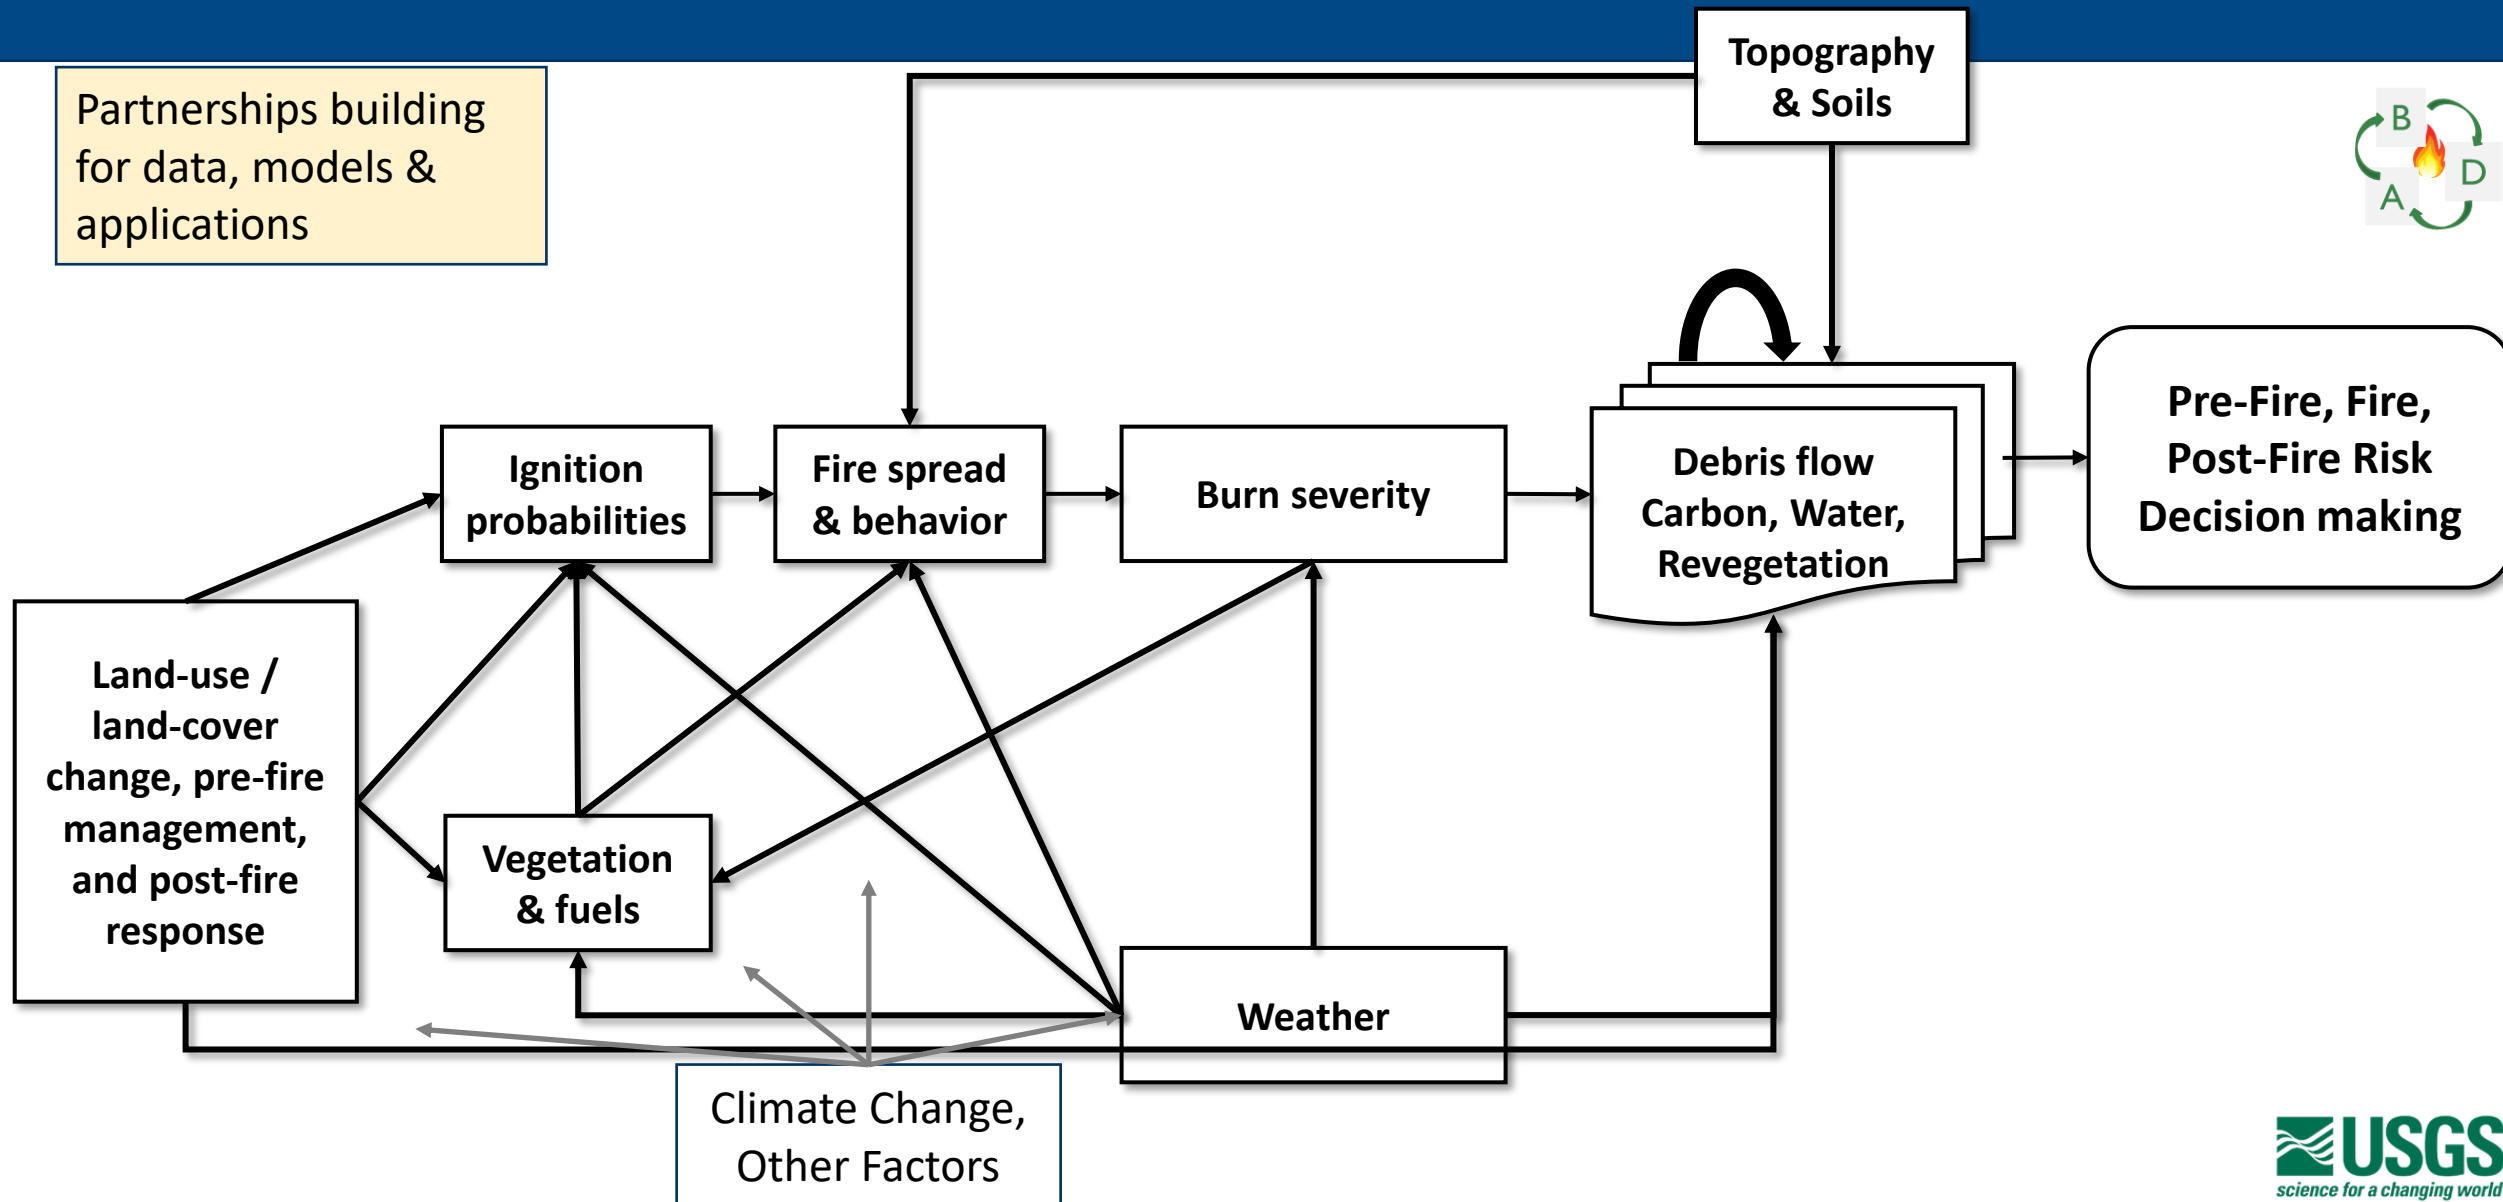 Topography
& Soils
Partnerships building
for data, models &
applications
B
D
A
Ignition
probabilities
Fire spread
& behavior
Burn severity
Debris flow
Carbon, Water,
Revegetation
Pre-Fire, Fire,
Post-Fire Risk
Decision making
Land-use /
land-cover
change, pre-fire
management,
and post-fire
response
Vegetation
& fuels
Weather
Climate Change,
Other Factors
USGS
science for a changing world